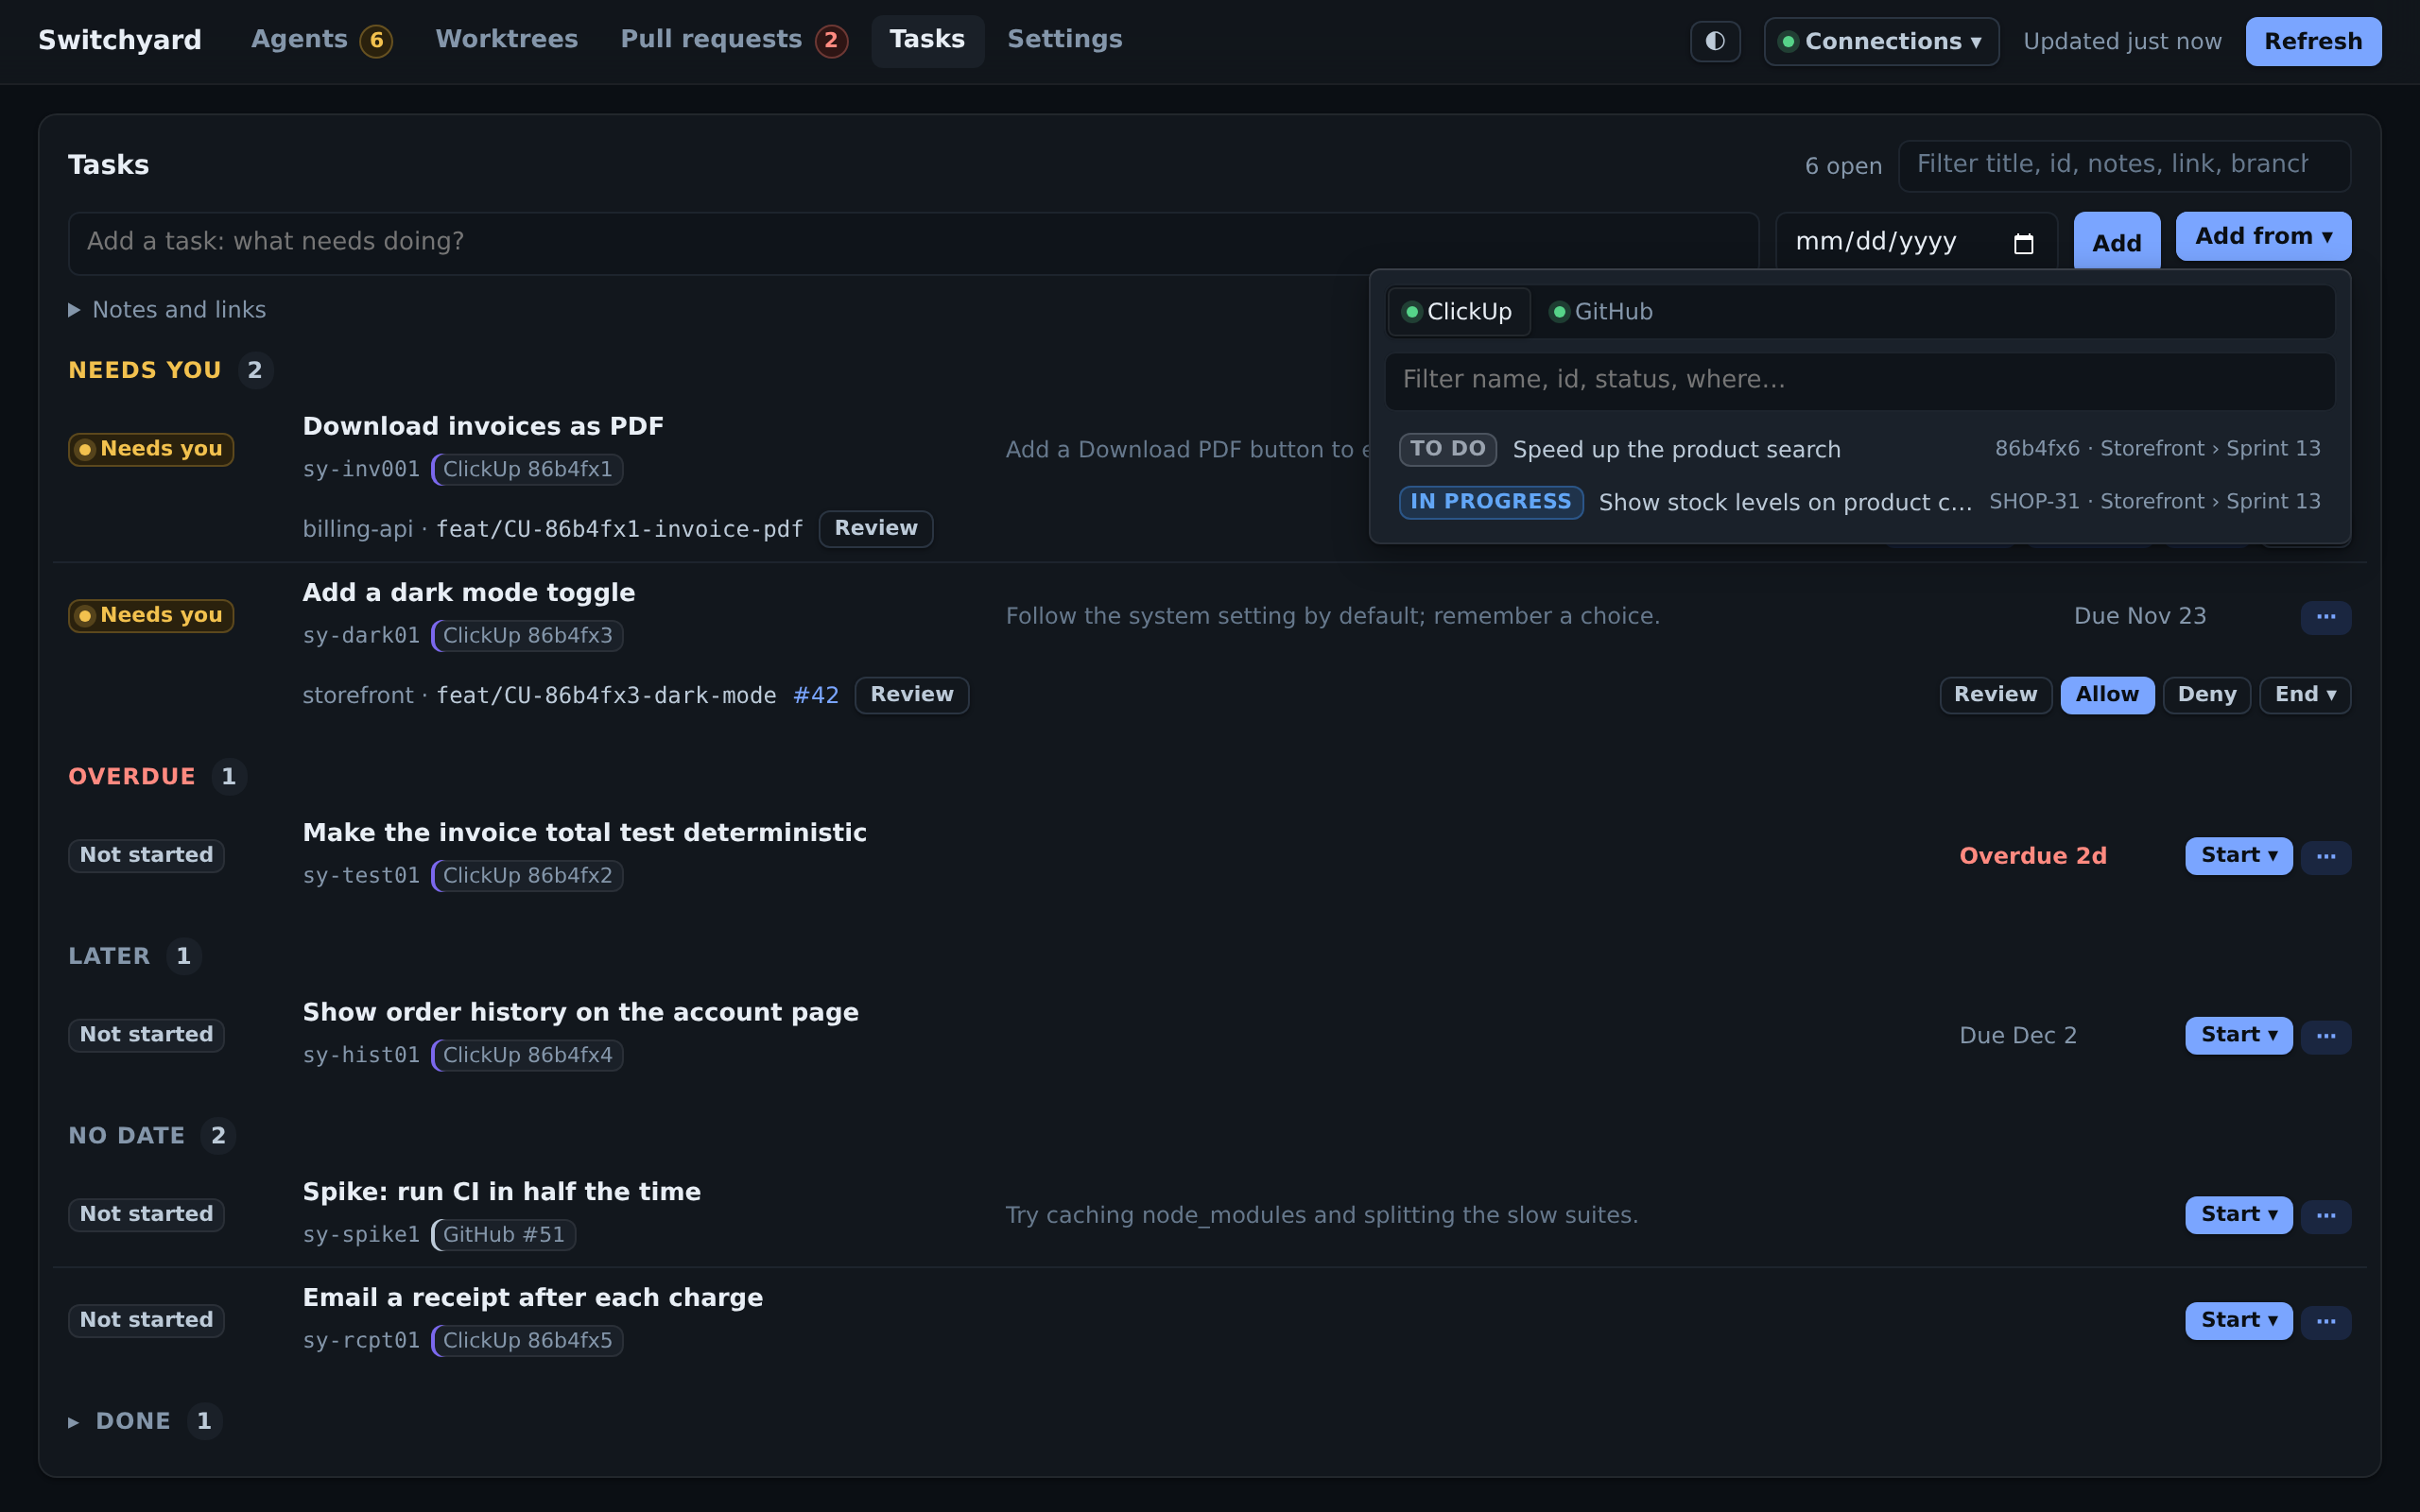 Switchyard Agents 6 Worktrees Pull requests 2 Tasks Settings Connections ▾ Updated just now Refresh
Tasks 6 open Filter title, id, notes, link, branch
Add a task: what needs doing? mm/dd/yyyy Add Add from ▾
▶ Notes and links
ClickUp GitHub
Filter name, id, status, where...
TO DO Speed up the product search 86b4fx6 · Storefront › Sprint 13
IN PROGRESS Show stock levels on product c... SHOP-31 · Storefront › Sprint 13
NEEDS YOU 2
Needs you Download invoices as PDF Add a Download PDF button to e
sy-inv001 ClickUp 86b4fx1
billing-api · feat/CU-86b4fx1-invoice-pdf Review
Needs you Add a dark mode toggle Follow the system setting by default; remember a choice. Due Nov 23 ...
sy-dark01 ClickUp 86b4fx3
storefront · feat/CU-86b4fx3-dark-mode #42 Review Review Allow Deny End ▾
OVERDUE 1
Not started Make the invoice total test deterministic Overdue 2d Start ▾ ...
sy-test01 ClickUp 86b4fx2
LATER 1
Not started Show order history on the account page Due Dec 2 Start ▾ ...
sy-hist01 ClickUp 86b4fx4
NO DATE 2
Not started Spike: run CI in half the time Try caching node_modules and splitting the slow suites. Start ▾ ...
sy-spike1 GitHub #51
Not started Email a receipt after each charge Start ▾ ...
sy-rcpt01 ClickUp 86b4fx5
▸ DONE 1